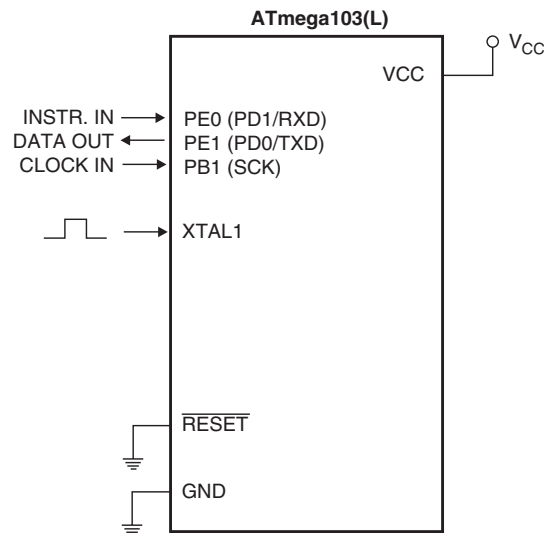 ATmega103(L)
VCC
VCC
INSTR. IN PE0 (PD1/RXD)
DATA OUT PE1 (PD0/TXD)
CLOCK IN PB1 (SCK)
XTAL1
RESET
GND